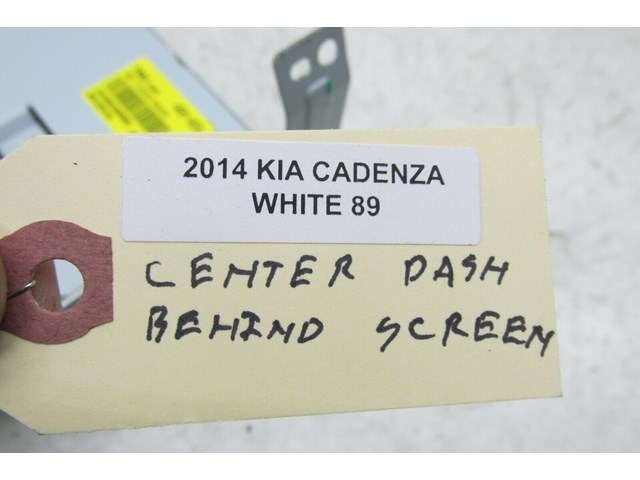 2014 KIA CADENZA
WHITE 89
CENTER DASH
BEHIND SCREEN